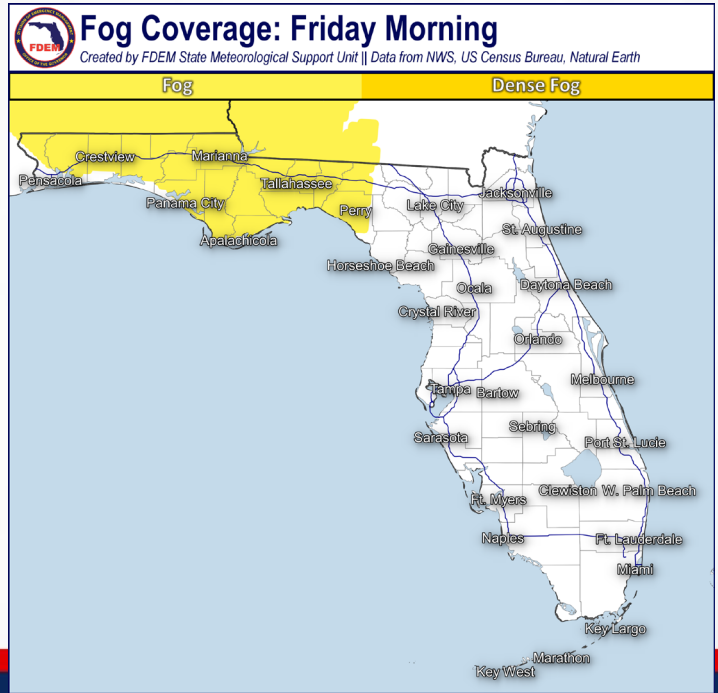 FDEM
Fog Coverage: Friday Morning
Created by FDEM State Meteorological Support Unit || Data from NWS, US Census Bureau, Natural Earth
Fog
Dense Fog
Crestview
Marianna
Pensacola
Tallahassee
Jacksonville
Panama City
Perry
Lake City
St. Augustine
Apalachicola
Gainesville
Horseshoe Beach
Ocala
Daytona Beach
Crystal River
Orlando
Tampa
Bartow
Melbourne
Sarasota
Sebring
Port St. Lucie
Ft. Myers
Clewiston
W. Palm Beach
Naples
Ft. Lauderdale
Miami
Key Largo
Marathon
Key West